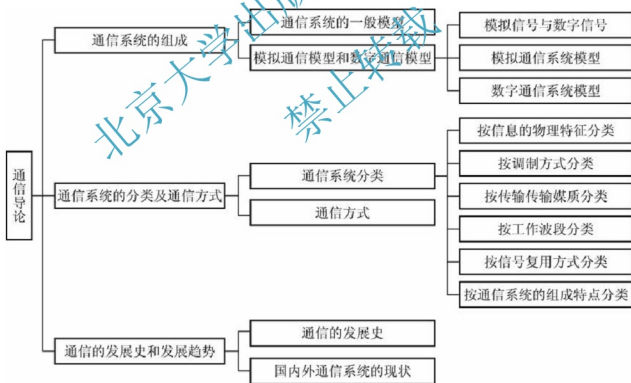 通信导论
通信系统的组成
通信系统的一般模型
模拟通信模型和数字通信模型
模拟信号与数字信号
模拟通信系统模型
数字通信系统模型
通信系统的分类及通信方式
通信系统分类
按信息的物理特征分类
按调制方式分类
按传输传输媒质分类
按工作波段分类
按信号复用方式分类
按通信系统的组成特点分类
通信方式
通信的发展史和发展趋势
通信的发展史
国内外通信系统的现状
北京大学出版
禁止转载